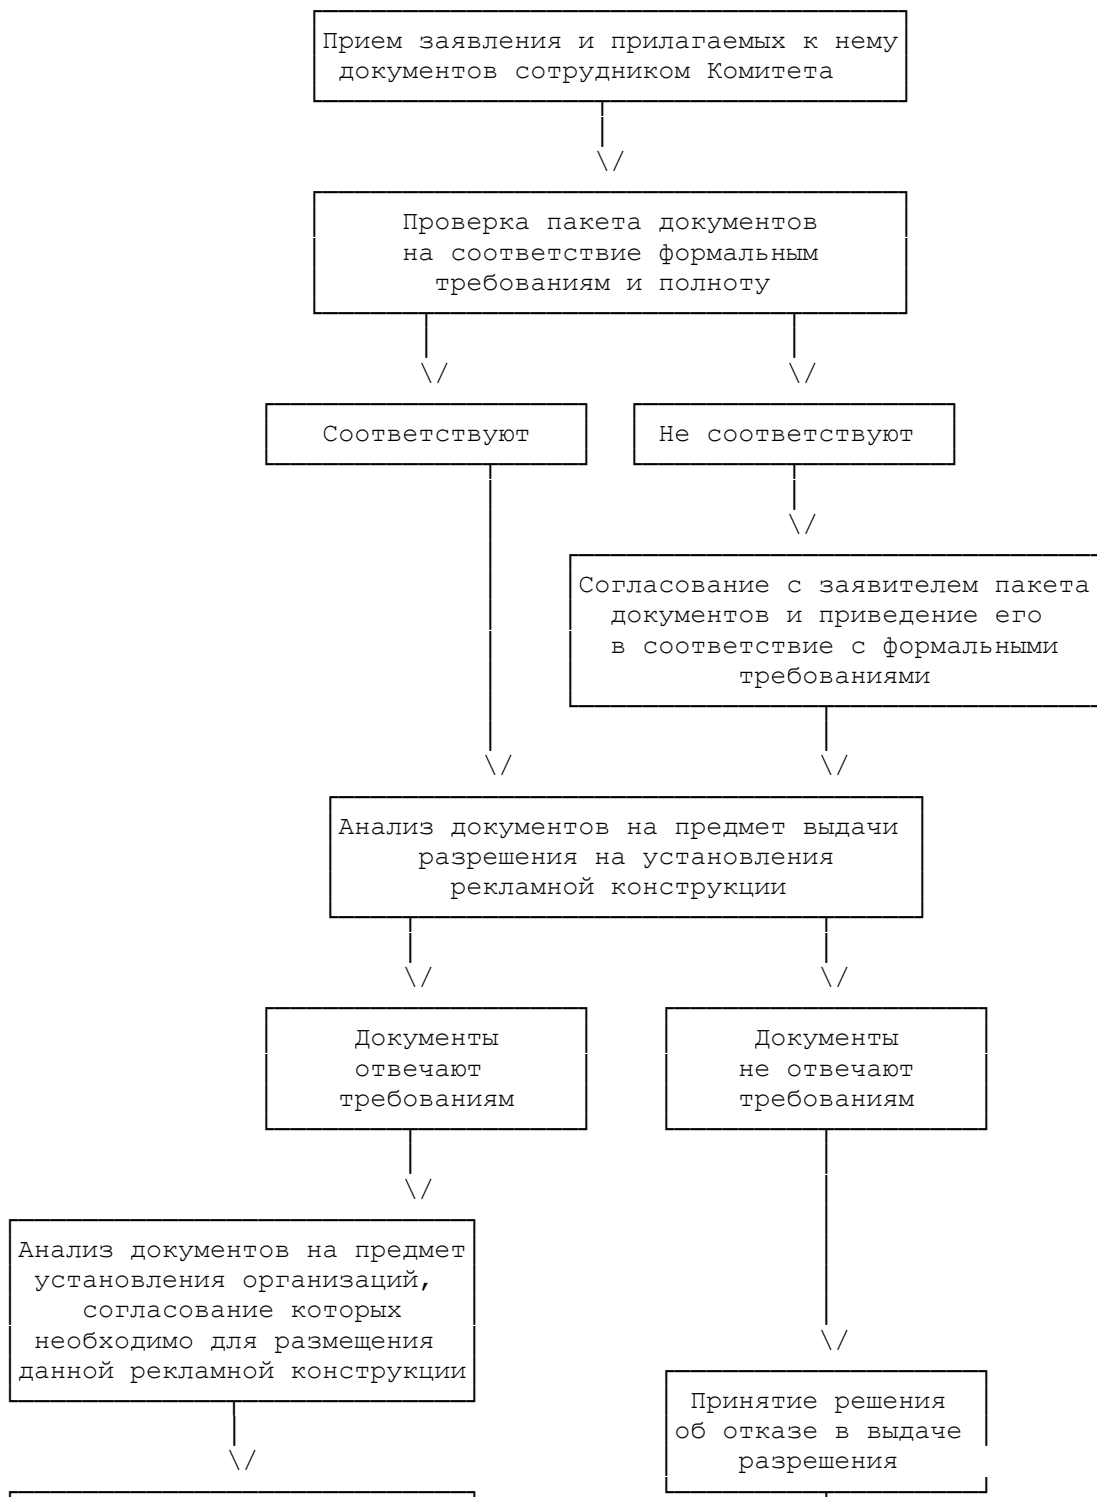 Прием заявления и прилагаемых к нему
документов сотрудником Комитета
Проверка пакета документов
на соответствие формальным
требованиям и полноту
Соответствуют
Не соответствуют
Согласование с заявителем пакета
документов и приведение его
в соответствие с формальными
требованиями
Анализ документов на предмет выдачи
разрешения на установления
рекламной конструкции
Документы
отвечают
требованиям
Документы
не отвечают
требованиям
Анализ документов на предмет
установления организаций,
согласование которых
необходимо для размещения
данной рекламной конструкции
Принятие решения
об отказе в выдаче
разрешения